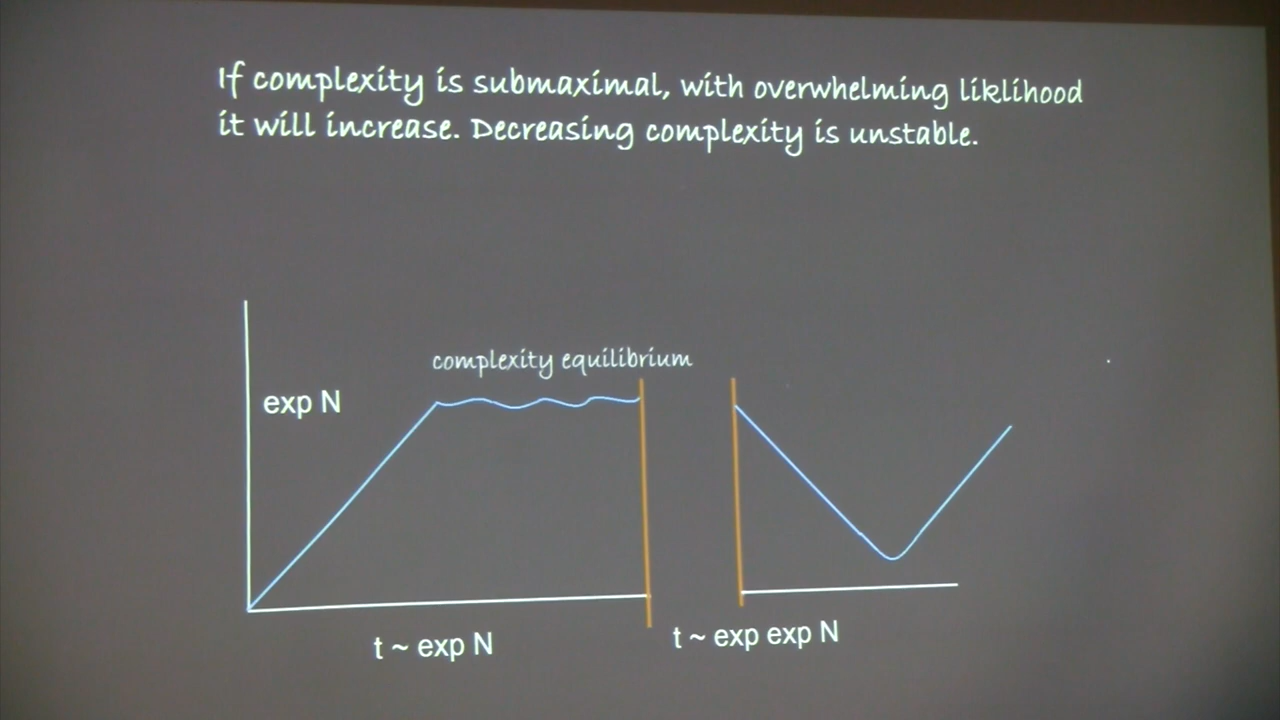 If complexity is submaximal, with overwhelming liklihood
it will increase. Decreasing complexity is unstable.
complexity equilibrium
exp N
t ~ exp N
t ~ exp exp N